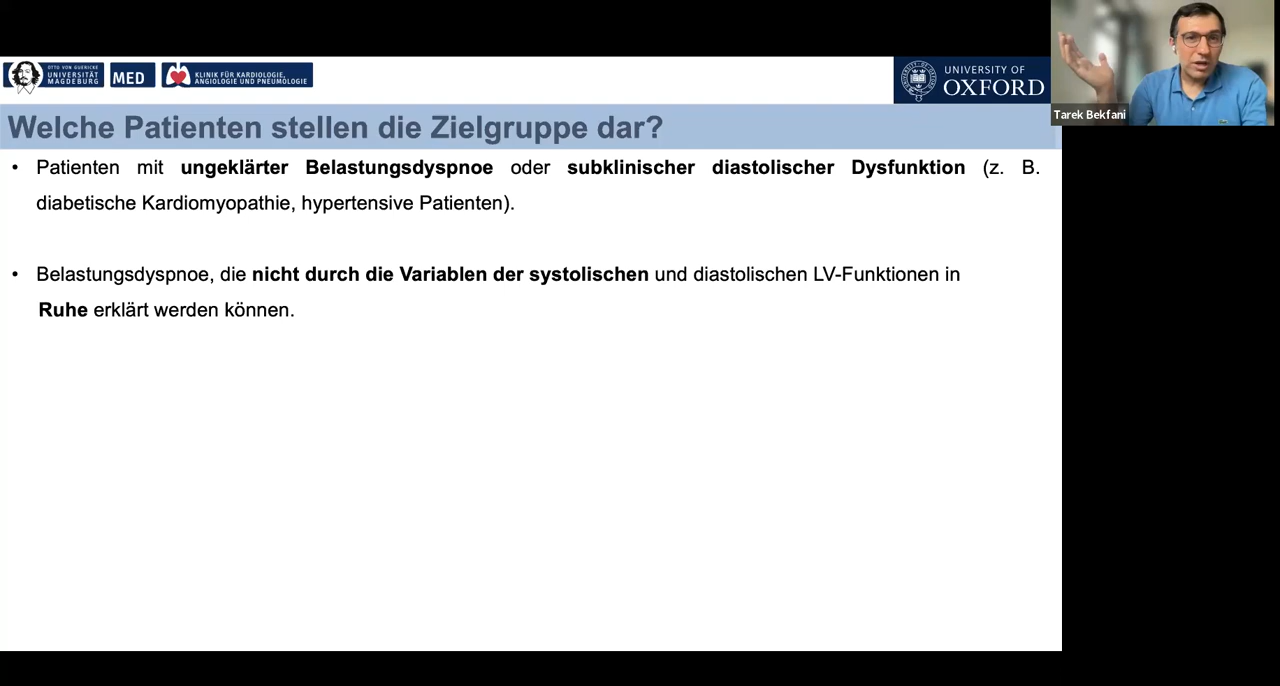 OTTO VON GUERICKE
UNIVERSITÄT
MAGDEBURG
MED
KLINIK FÜR KARDIOLOGIE,
ANGIOLOGIE UND PNEUMOLOGIE
UNIVERSITY OF
OXFORD
Tarek Bekfani
Welche Patienten stellen die Zielgruppe dar?
• Patienten mit ungeklärter Belastungsdyspnoe oder subklinischer diastolischer Dysfunktion (z. B.
diabetische Kardiomyopathie, hypertensive Patienten).
• Belastungsdyspnoe, die nicht durch die Variablen der systolischen und diastolischen LV-Funktionen in
Ruhe erklärt werden können.